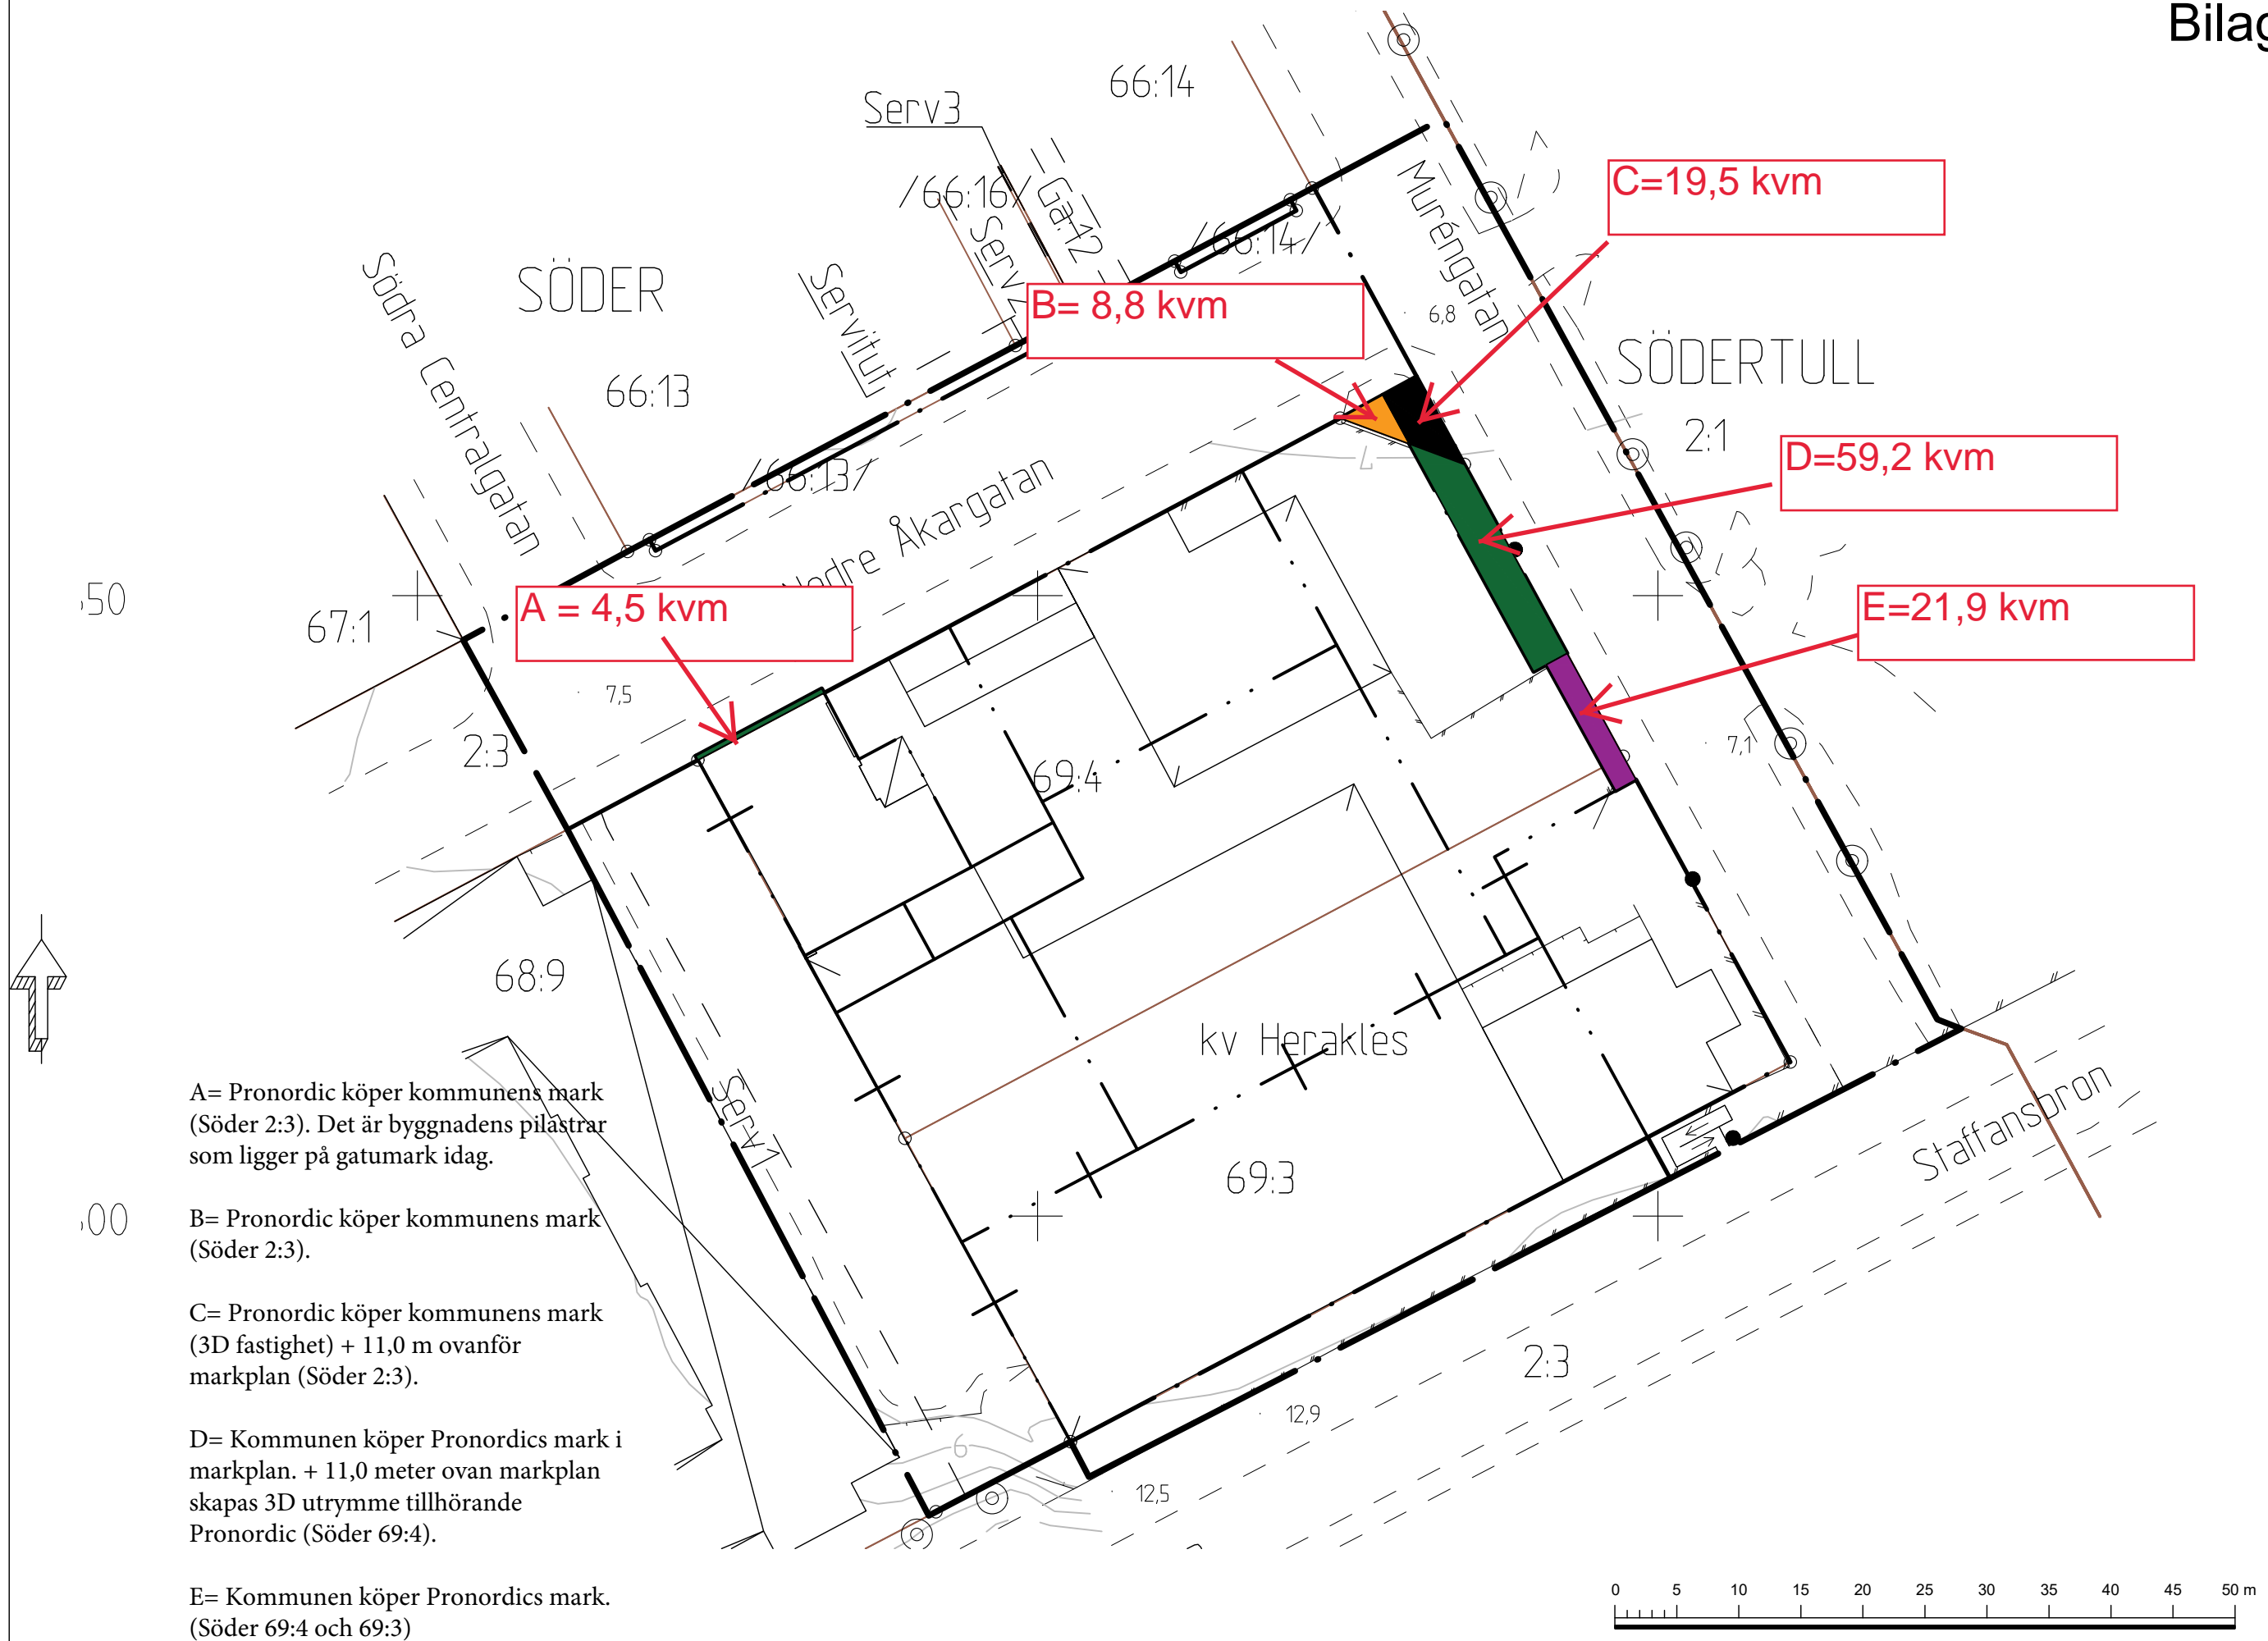 Bilag
66:14
Serv3
/66:16/
Ga:12
Muréngatan
C=19,5 kvm
Södra Centralgatan
SÖDER
Servitut
/66:14/
B= 8,8 kvm
6,8
SÖDERTULL
66:13
2:1
/66:13/
7
D=59,2 kvm
Nedre Åkargatan
50
67:1
A = 4,5 kvm
E=21,9 kvm
7,5
2:3
7,1
69:4
68:9
kv Herakles
Serv1
Staffansbron
69:3
00
2:3
12,9
9
12,5
A= Pronordic köper kommunens mark
(Söder 2:3). Det är byggnadens pilastrar
som ligger på gatumark idag.
B= Pronordic köper kommunens mark
(Söder 2:3).
C= Pronordic köper kommunens mark
(3D fastighet) + 11,0 m ovanför
markplan (Söder 2:3).
D= Kommunen köper Pronordics mark i
markplan. + 11,0 meter ovan markplan
skapas 3D utrymme tillhörande
Pronordic (Söder 69:4).
E= Kommunen köper Pronordics mark.
(Söder 69:4 och 69:3)
0 5 10 15 20 25 30 35 40 45 50 m